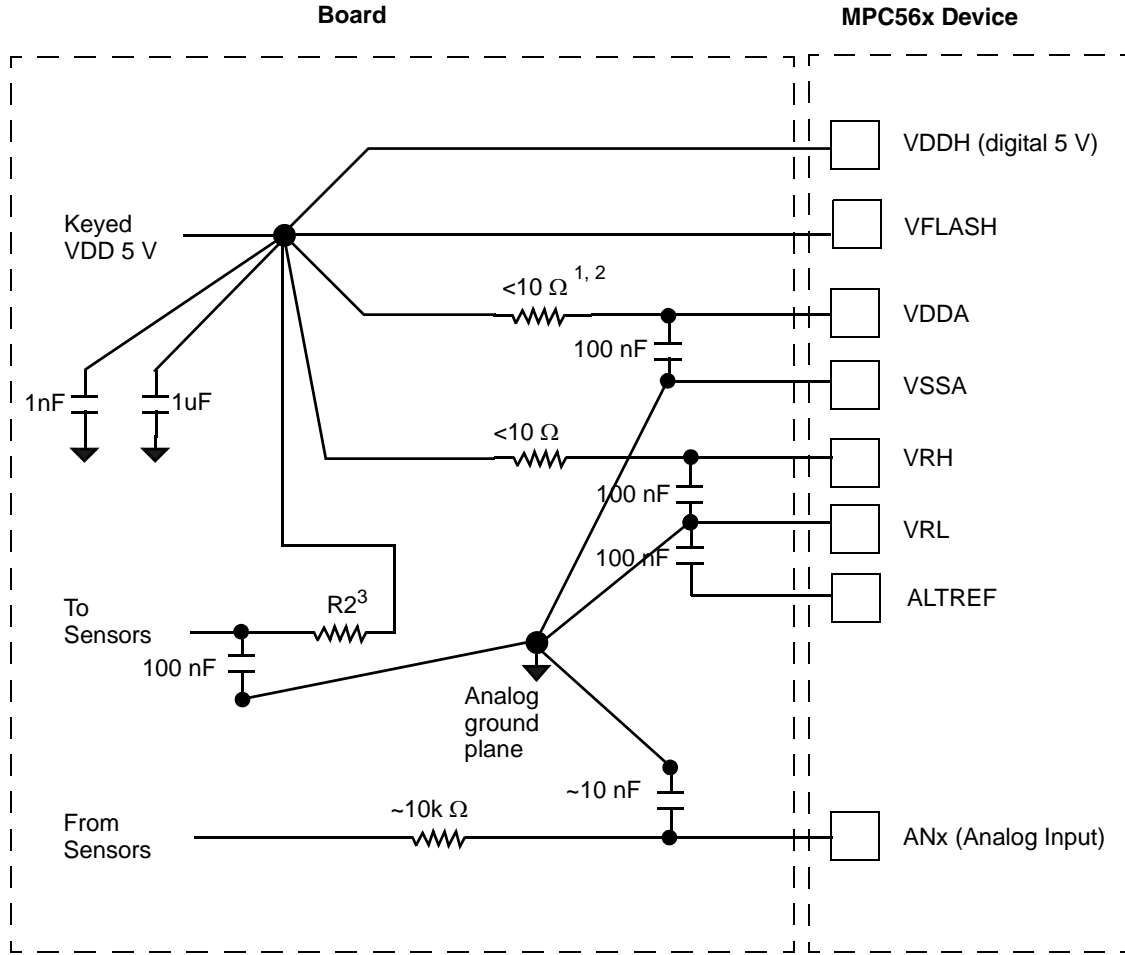 Board
MPC56x Device
VDDH (digital 5 V)
Keyed
VDD 5 V
VFLASH
<10 Ω 1, 2
VDDA
100 nF
VSSA
1nF
1uF
<10 Ω
VRH
100 nF
VRL
100 nF
ALTREF
To
Sensors
R23
100 nF
Analog
ground
plane
~10 nF
~10k Ω
From
Sensors
ANx (Analog Input)